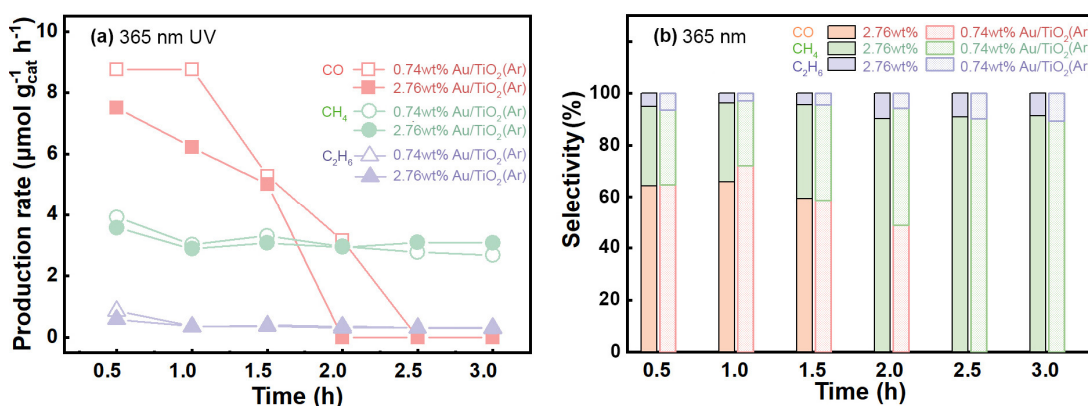 (a) 365 nm UV
CO 0.74wt% Au/TiO₂(Ar)
2.76wt% Au/TiO₂(Ar)
CH₄ 0.74wt% Au/TiO₂(Ar)
2.76wt% Au/TiO₂(Ar)
C₂H₆ 0.74wt% Au/TiO₂(Ar)
2.76wt% Au/TiO₂(Ar)
Production rate (μmol g⁻¹cat h⁻¹)
10
8
6
4
2
0
0.5 1.0 1.5 2.0 2.5 3.0
Time (h)
(b) 365 nm
CO 2.76wt% 0.74wt% Au/TiO₂(Ar)
CH₄ 2.76wt% 0.74wt% Au/TiO₂(Ar)
C₂H₆ 2.76wt% 0.74wt% Au/TiO₂(Ar)
Selectivity (%)
100
80
60
40
20
0
0.5 1.0 1.5 2.0 2.5 3.0
Time (h)